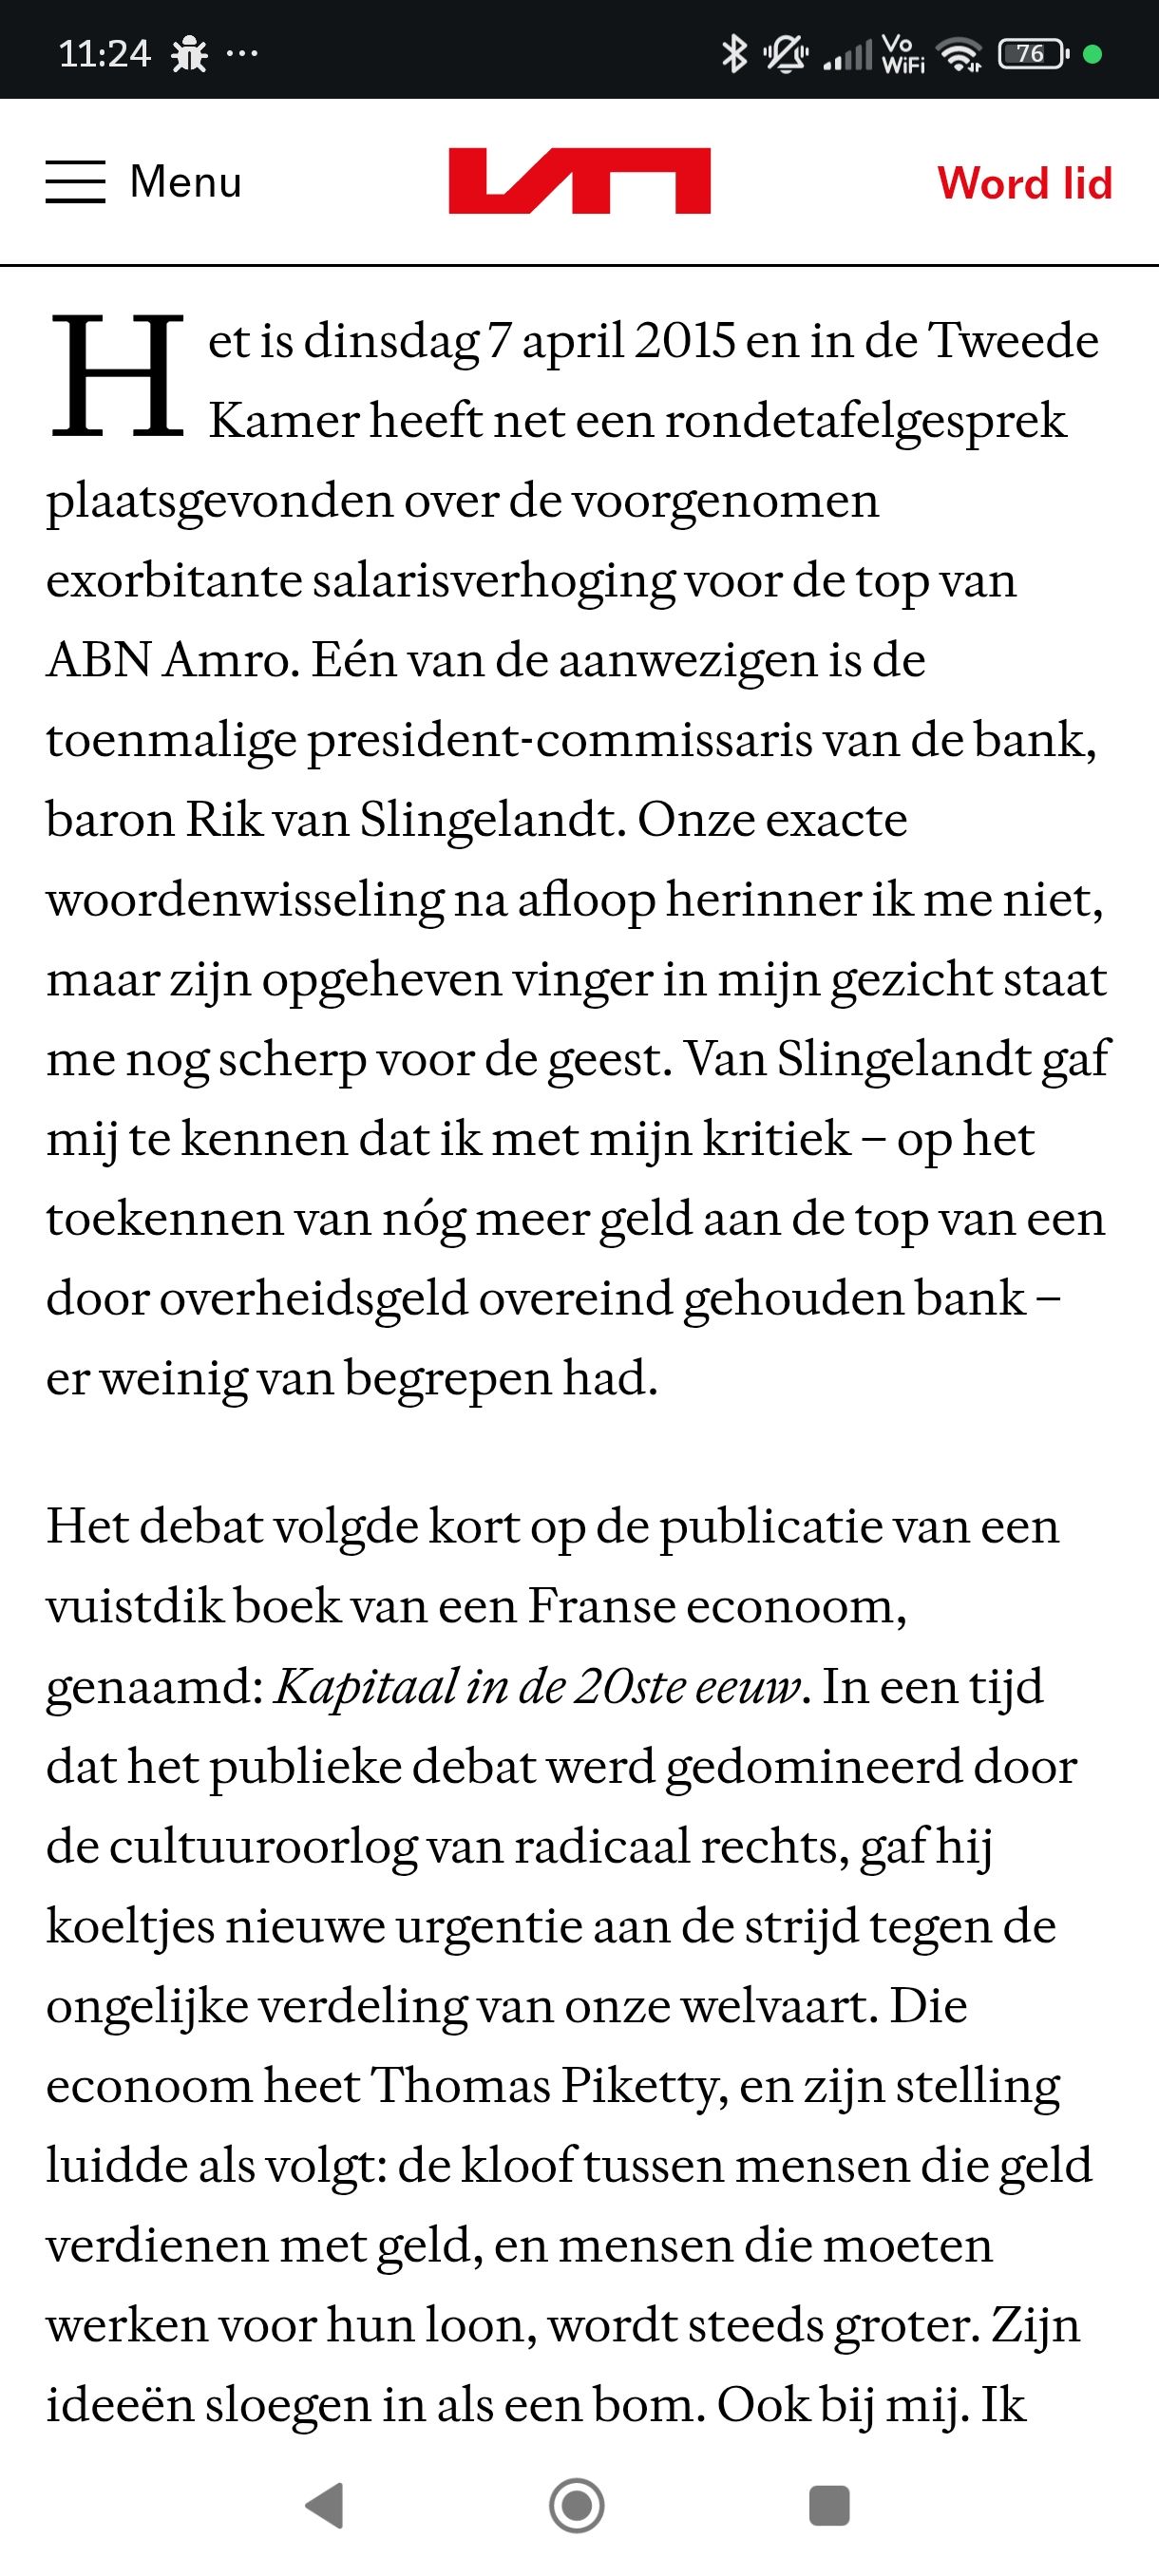 11:24 ...
Vo WiFi 76
Menu
Word lid
Het is dinsdag 7 april 2015 en in de Tweede
Kamer heeft net een rondetafelgesprek
plaatsgevonden over de voorgenomen
exorbitante salarisverhoging voor de top van
ABN Amro. Eén van de aanwezigen is de
toenmalige president-commissaris van de bank,
baron Rik van Slingelandt. Onze exacte
woordenwisseling na afloop herinner ik me niet,
maar zijn opgeheven vinger in mijn gezicht staat
me nog scherp voor de geest. Van Slingelandt gaf
mij te kennen dat ik met mijn kritiek – op het
toekennen van nóg meer geld aan de top van een
door overheidsgeld overeind gehouden bank –
er weinig van begrepen had.
Het debat volgde kort op de publicatie van een
vuistdik boek van een Franse econoom,
genaamd: Kapitaal in de 20ste eeuw. In een tijd
dat het publieke debat werd gedomineerd door
de cultuuroorlog van radicaal rechts, gaf hij
koeltjes nieuwe urgentie aan de strijd tegen de
ongelijke verdeling van onze welvaart. Die
econoom heet Thomas Piketty, en zijn stelling
luidde als volgt: de kloof tussen mensen die geld
verdienen met geld, en mensen die moeten
werken voor hun loon, wordt steeds groter. Zijn
ideeën sloegen in als een bom. Ook bij mij. Ik